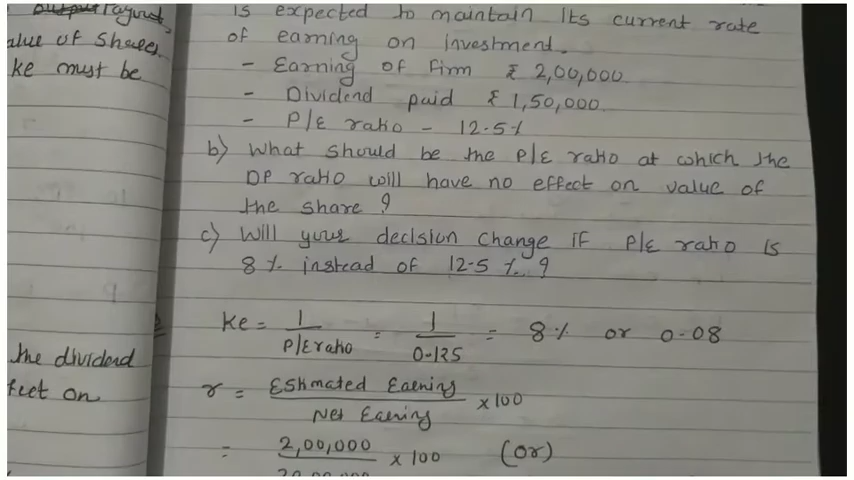 output
alue of shares
ke must be
the dividend
fect on
is expected to maintain its current rate
of earning on investment.
- Earning of Firm ₹ 2,00,000
- Dividend paid ₹ 1,50,000
- P/E ratio - 12.5%
b) What should be the P/E ratio at which the
DP ratio will have no effect on value of
the share ?
c) Will your decision change if P/E ratio is
8 % instead of 12.5 % ?
Ke = 1 / P/E ratio = 1 / 0.125 = 8% or 0.08
r = Estimated Earning / Net Earning × 100
= 2,00,000 / × 100 (Or)